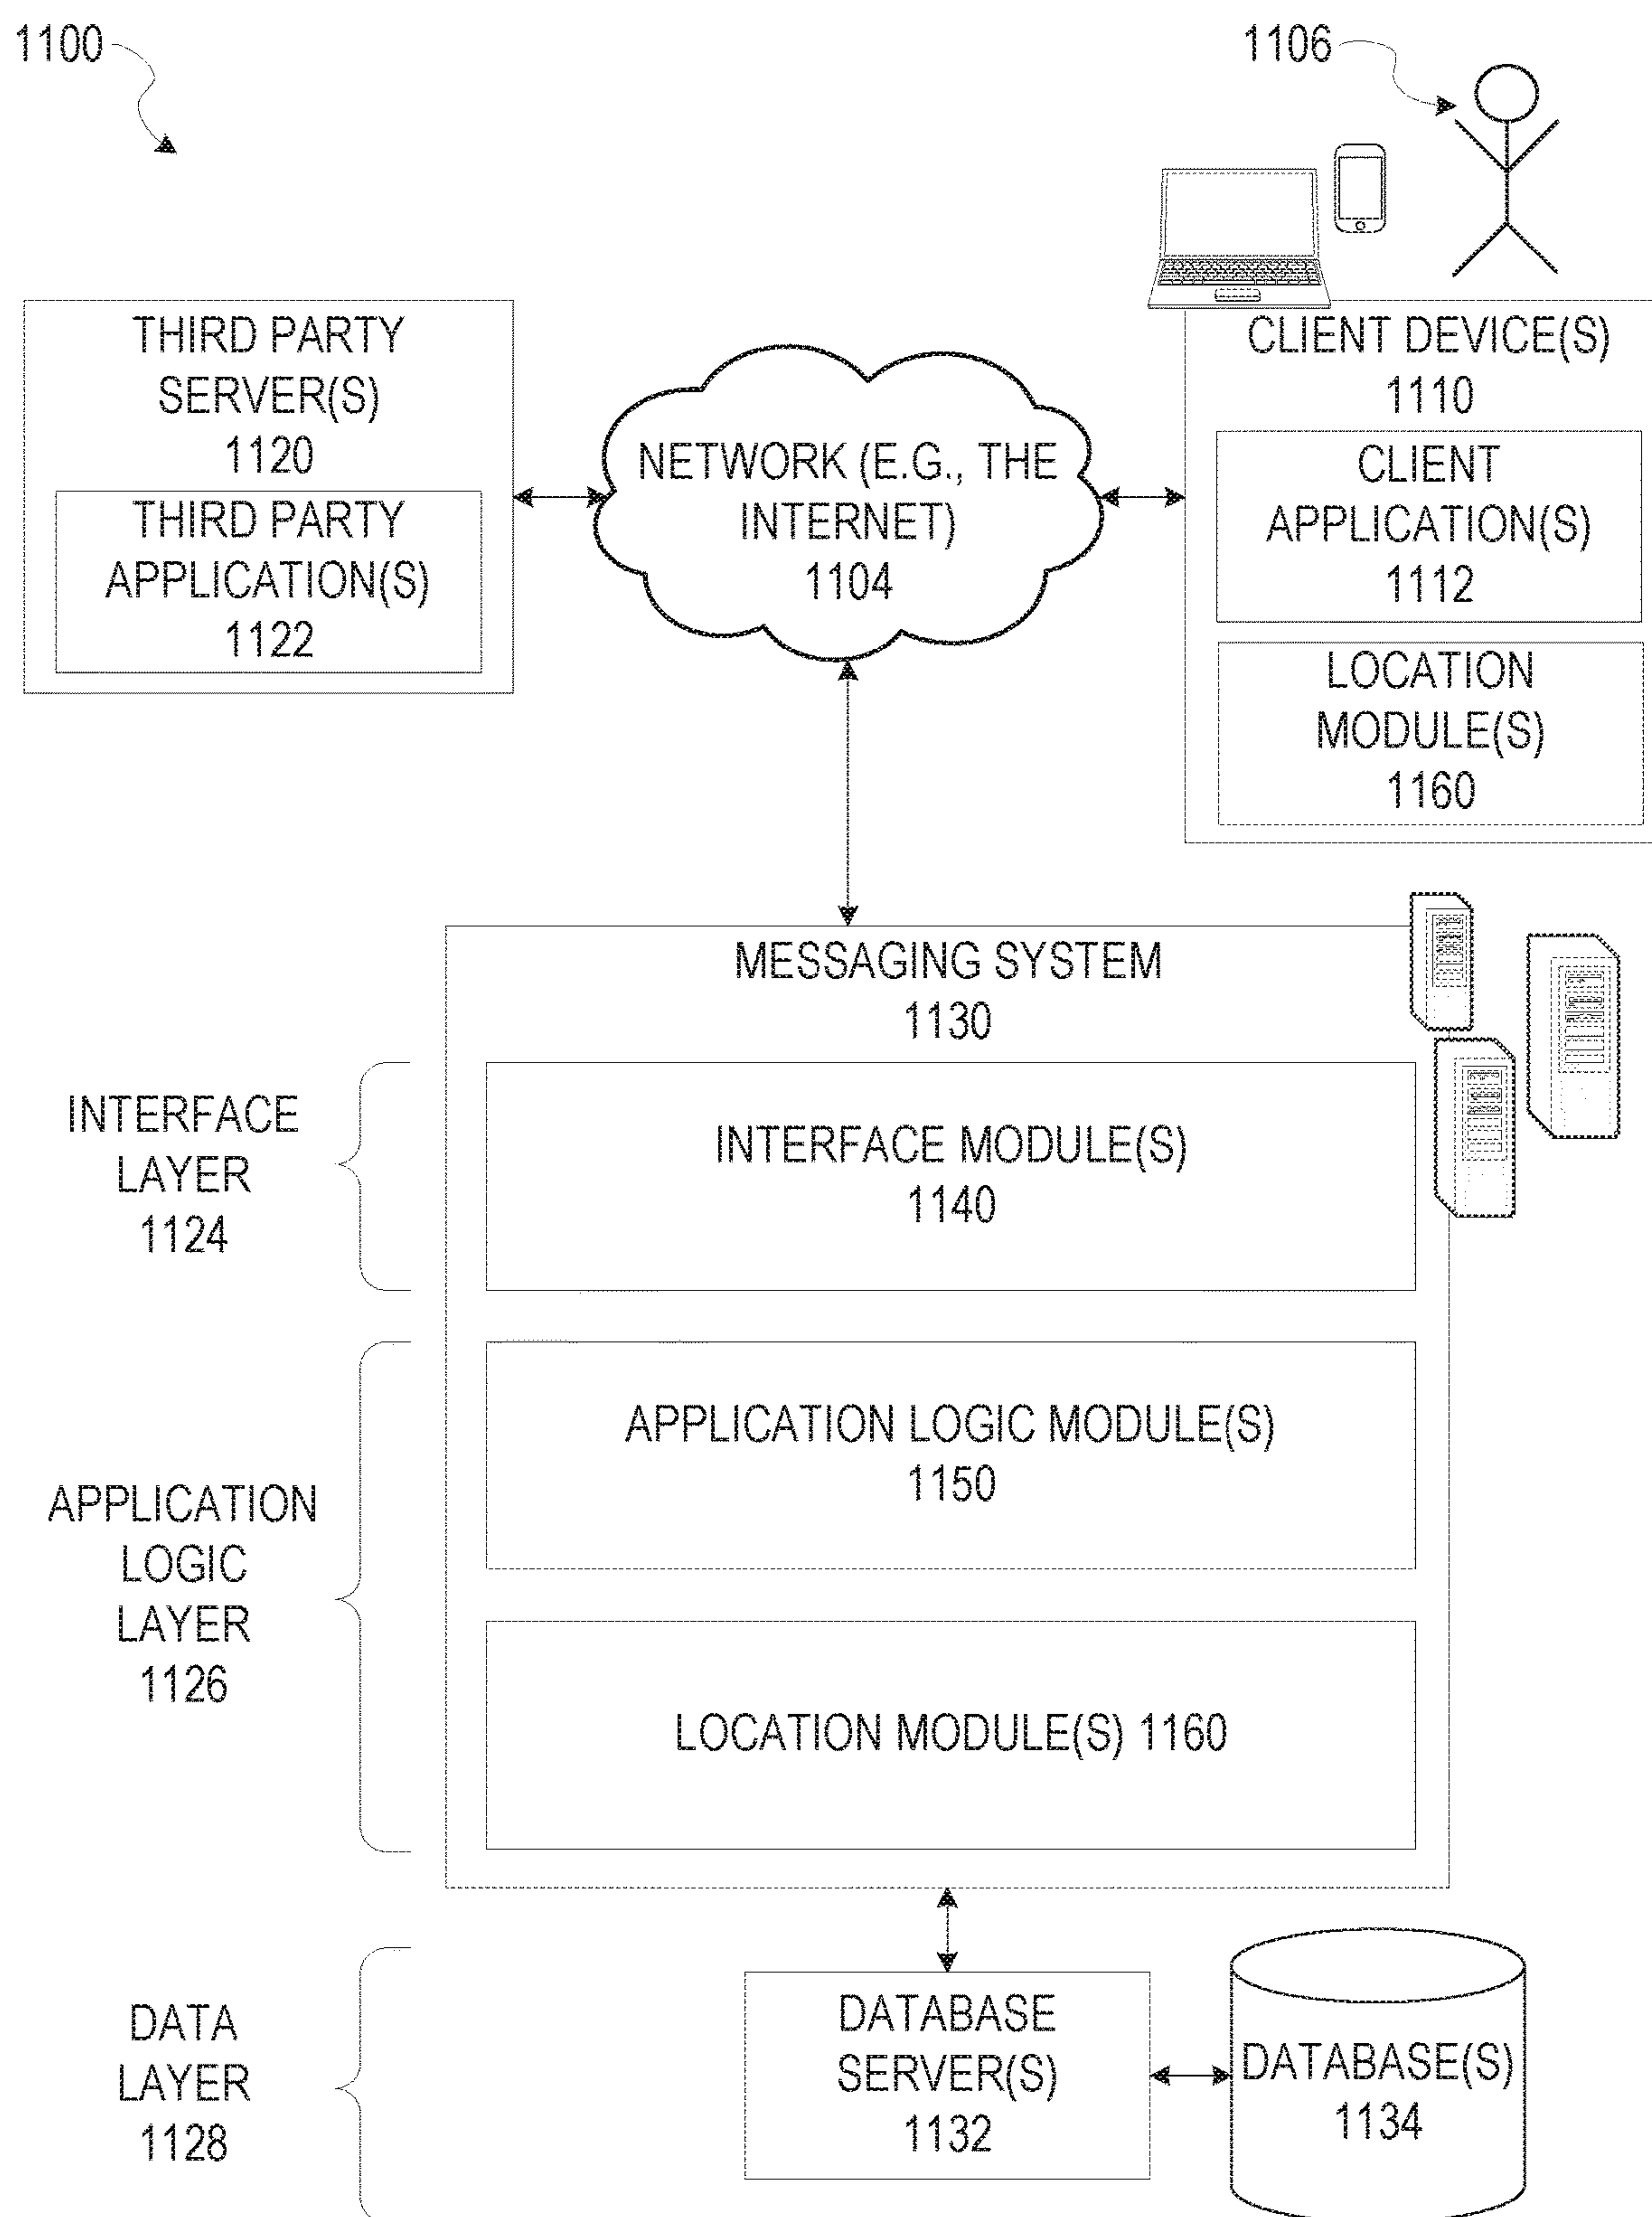 1100
1106
THIRD PARTY
SERVER(S)
1120
THIRD PARTY
APPLICATION(S)
1122
NETWORK (E.G., THE
INTERNET)
1104
CLIENT DEVICE(S)
1110
CLIENT
APPLICATION(S)
1112
LOCATION
MODULE(S)
1160
MESSAGING SYSTEM
1130
INTERFACE
LAYER
1124
INTERFACE MODULE(S)
1140
APPLICATION
LOGIC
LAYER
1126
APPLICATION LOGIC MODULE(S)
1150
LOCATION MODULE(S) 1160
DATA
LAYER
1128
DATABASE
SERVER(S)
1132
DATABASE(S)
1134